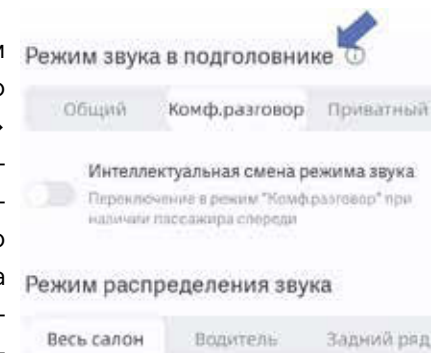 Режим звука в подголовнике
Общий Комф.разговор Приватный
Интеллектуальная смена режима звука
Переключение в режим "Комф.разговор" при
наличии пассажира спереди
Режим распределения звука
Весь салон Водитель Задний ряд